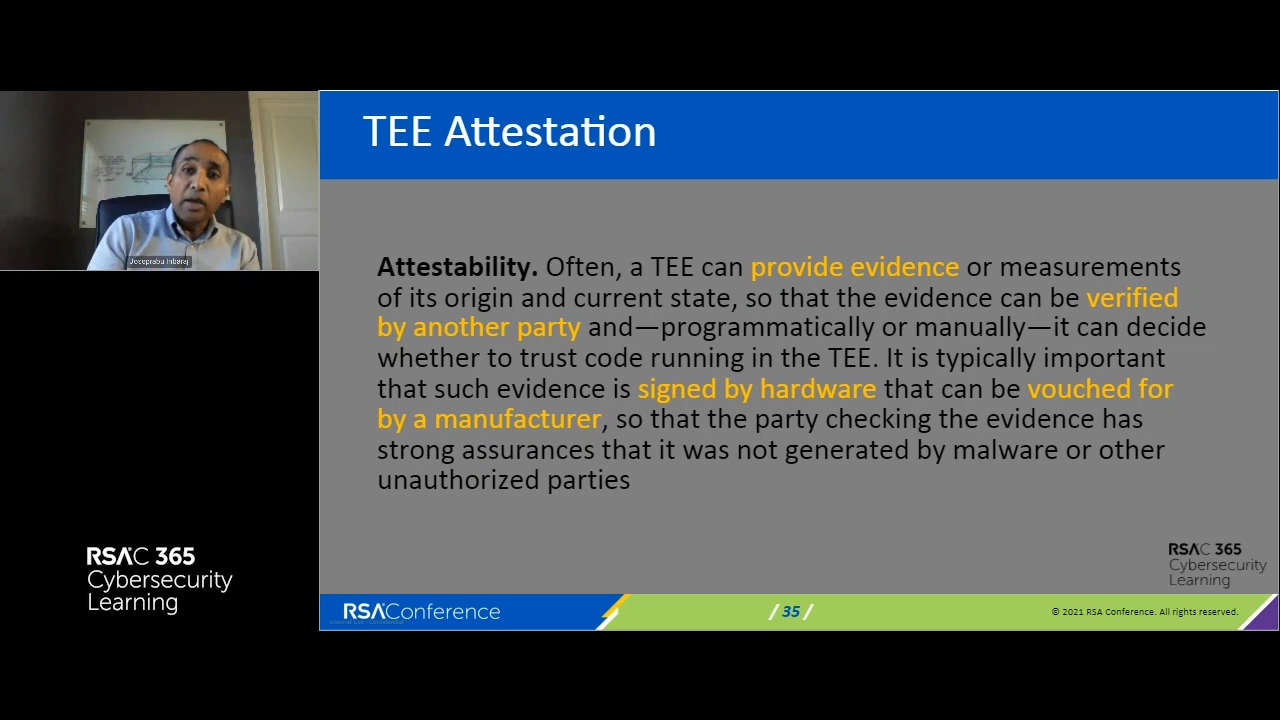 TEE Attestation
Joseprabu Inbaraj
Attestability. Often, a TEE can provide evidence or measurements
of its origin and current state, so that the evidence can be verified
by another party and—programmatically or manually—it can decide
whether to trust code running in the TEE. It is typically important
that such evidence is signed by hardware that can be vouched for
by a manufacturer, so that the party checking the evidence has
strong assurances that it was not generated by malware or other
unauthorized parties
RSAC 365
Cybersecurity
Learning
RSAC 365
Cybersecurity
Learning
RSAConference
Internal Use - Confidential
/ 35 /
© 2021 RSA Conference. All rights reserved.